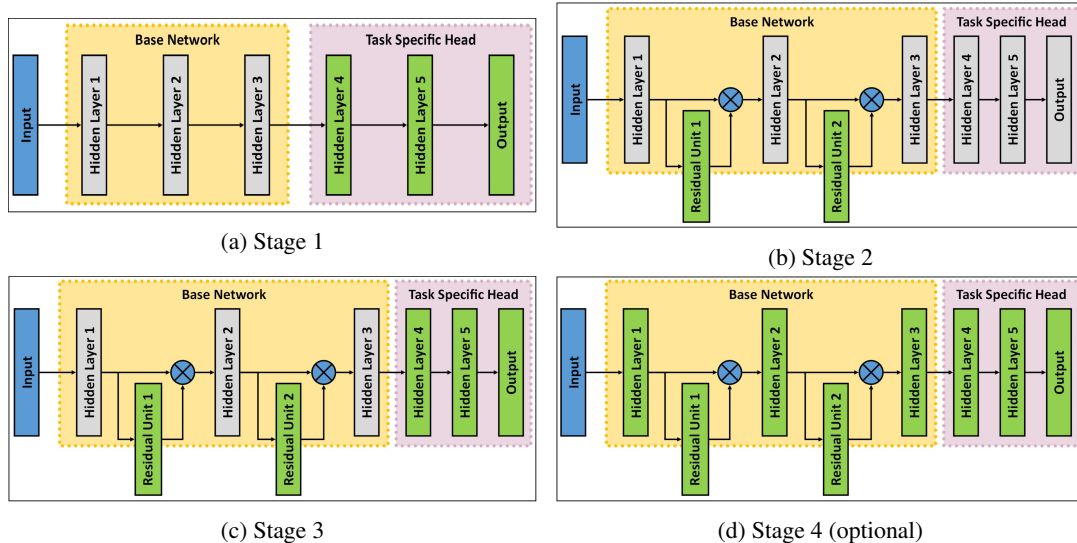 Base Network
Task Specific Head
Input
Hidden Layer 1
Hidden Layer 2
Hidden Layer 3
Hidden Layer 4
Hidden Layer 5
Output
(a) Stage 1
Base Network
Task Specific Head
Input
Hidden Layer 1
Residual Unit 1
Hidden Layer 2
Residual Unit 2
Hidden Layer 3
Hidden Layer 4
Hidden Layer 5
Output
(b) Stage 2
Base Network
Task Specific Head
Input
Hidden Layer 1
Residual Unit 1
Hidden Layer 2
Residual Unit 2
Hidden Layer 3
Hidden Layer 4
Hidden Layer 5
Output
(c) Stage 3
Base Network
Task Specific Head
Input
Hidden Layer 1
Residual Unit 1
Hidden Layer 2
Residual Unit 2
Hidden Layer 3
Hidden Layer 4
Hidden Layer 5
Output
(d) Stage 4 (optional)